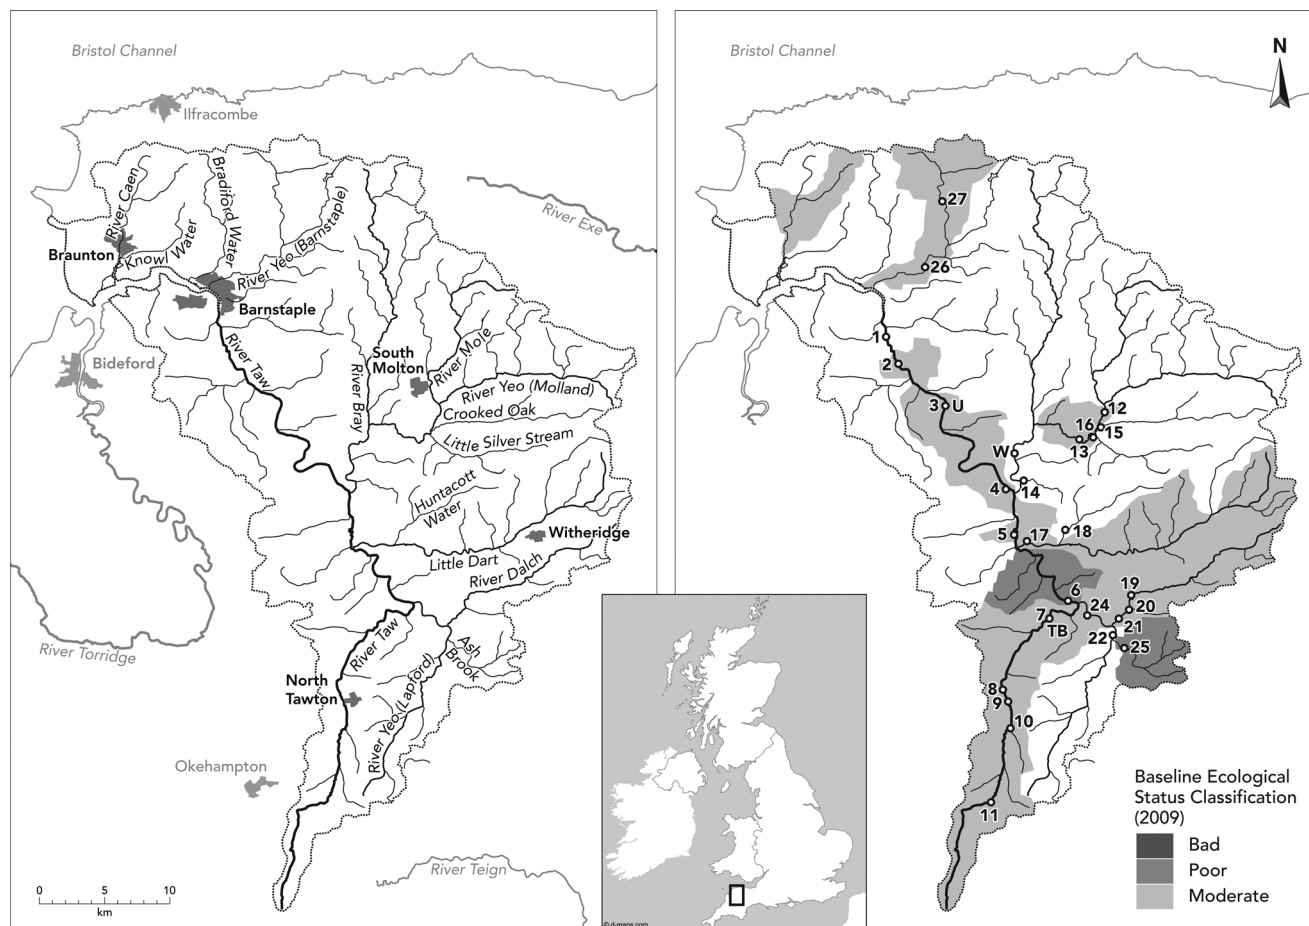 Bristol Channel
Ilfracombe
River Caen
Bradiford Water
River Yeo (Barnstaple)
River Exe
Braunton
Knowl Water
Barnstaple
Bideford
River Taw
South
Molton
River Mole
River Bray
River Yeo (Molland)
Crooked Oak
Little Silver Stream
Huntacott
Water
Witheridge
Little Dart
River Dalch
River Torridge
River Taw
Ash
Brook
North
Tawton
River Yeo (Lapford)
Okehampton
River Teign
0 5 10
km
© d-maps.com
Bristol Channel
N
27
26
1
2
3 U
12
16
15
13
W
14
4
5
17
18
19
6
24
20
7
TB
21
22
25
8
9
10
11
Baseline Ecological
Status Classification
(2009)
Bad
Poor
Moderate